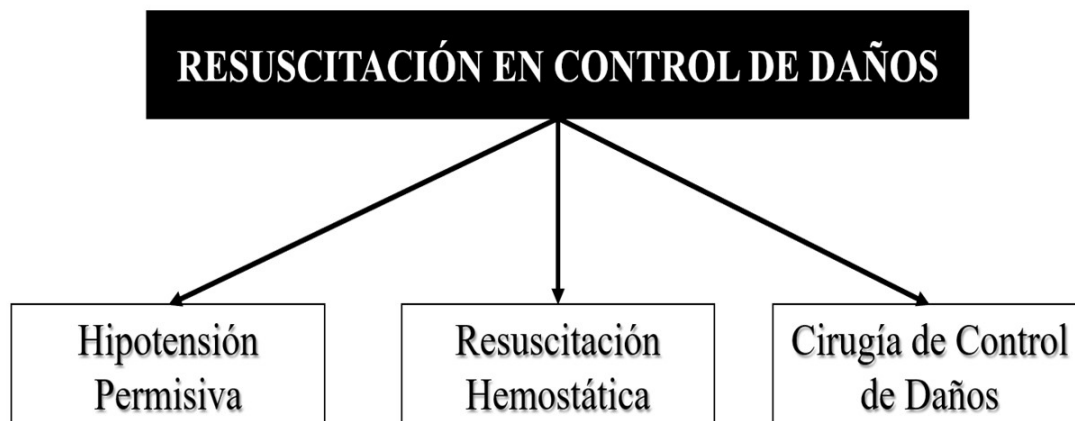 RESUSCITACIÓN EN CONTROL DE DAÑOS
Hipotensión
Permisiva
Resuscitación
Hemostática
Cirugía de Control
de Daños